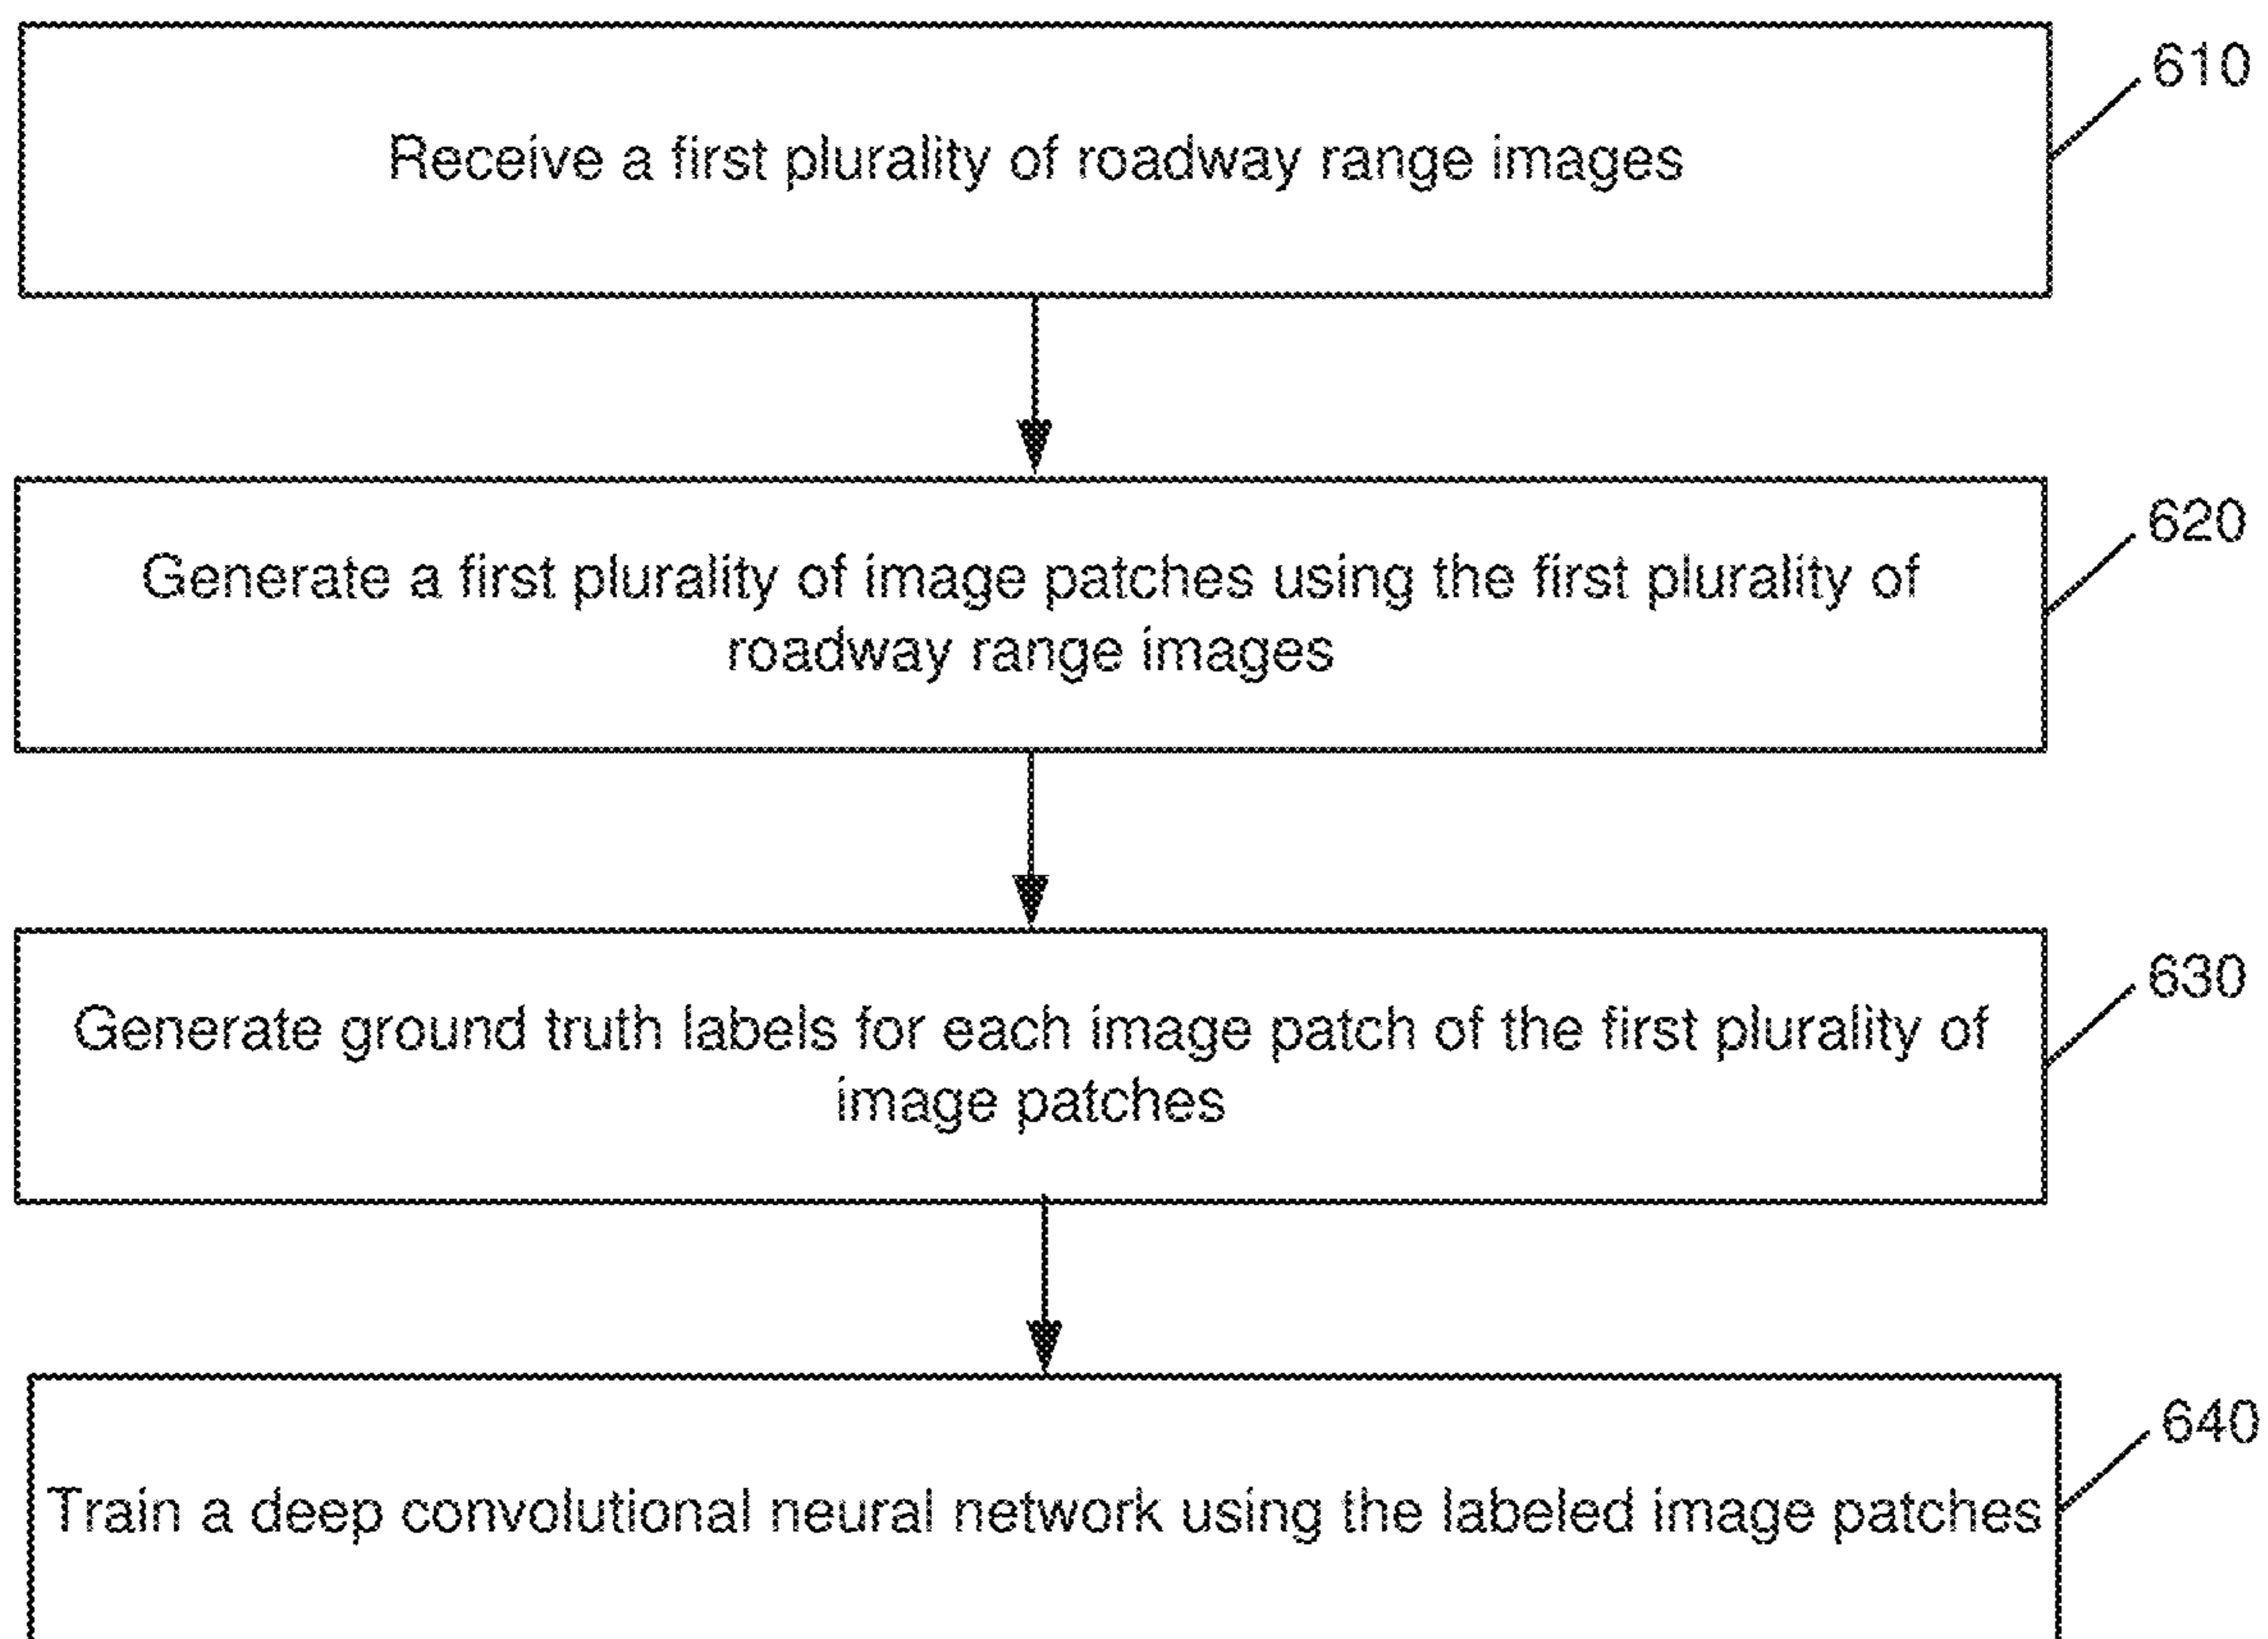 610
Receive a first plurality of roadway range images
620
Generate a first plurality of image patches using the first plurality of
roadway range images
630
Generate ground truth labels for each image patch of the first plurality of
image patches
640
Train a deep convolutional neural network using the labeled image patches